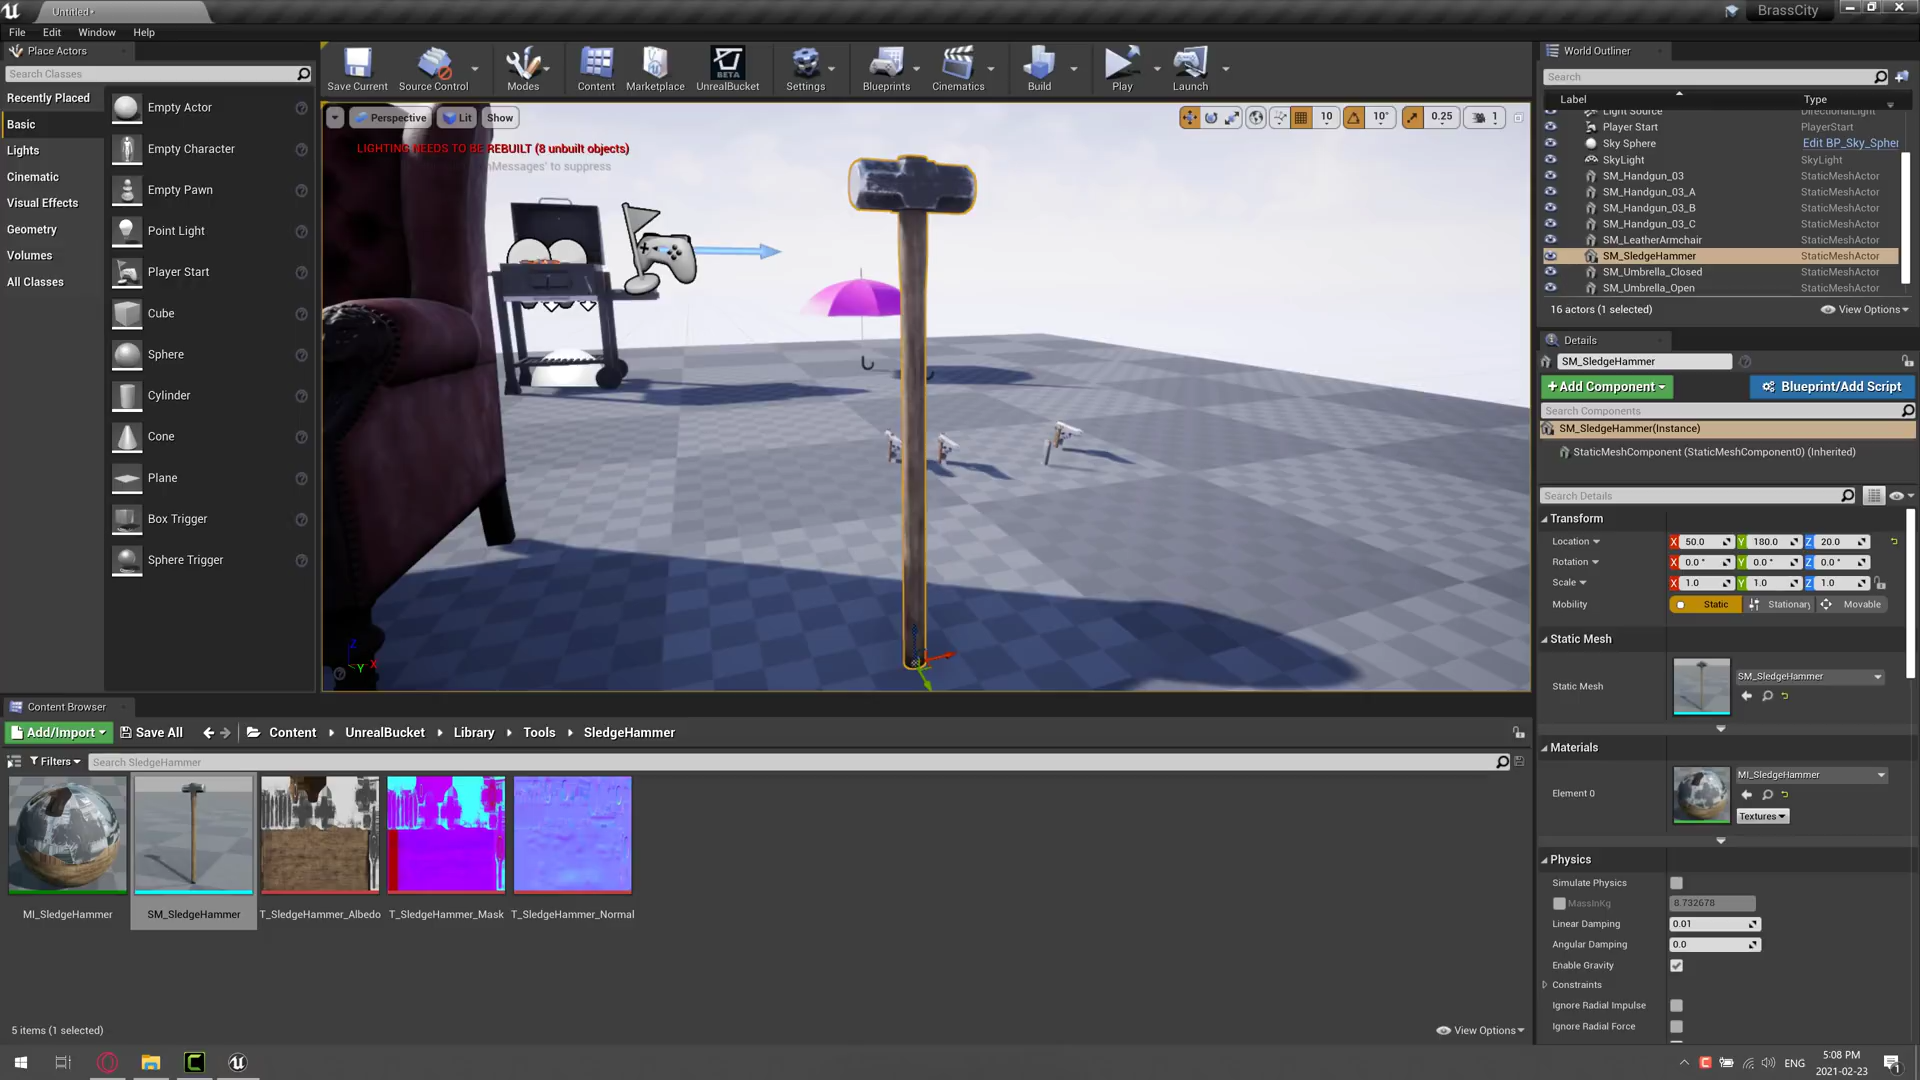 Untitled•
BrassCity
File Edit Window Help
Place Actors
Search Classes
Recently Placed
Basic
Lights
Cinematic
Visual Effects
Geometry
Volumes
All Classes
Empty Actor
Empty Character
Empty Pawn
Point Light
Player Start
Cube
Sphere
Cylinder
Cone
Plane
Box Trigger
Sphere Trigger
Save Current
Source Control
Modes
Content
Marketplace
BETA
UnrealBucket
Settings
Blueprints
Cinematics
Build
Play
Launch
Perspective Lit Show
10 10° 0.25 1
LIGHTING NEEDS TO BE REBUILT (8 unbuilt objects)
Messages' to suppress
Z
Y X
World Outliner
Search
Label Type
Light Source DirectionalLight
Player Start PlayerStart
Sky Sphere Edit BP_Sky_Spher
SkyLight SkyLight
SM_Handgun_03 StaticMeshActor
SM_Handgun_03_A StaticMeshActor
SM_Handgun_03_B StaticMeshActor
SM_Handgun_03_C StaticMeshActor
SM_LeatherArmchair StaticMeshActor
SM_SledgeHammer StaticMeshActor
SM_Umbrella_Closed StaticMeshActor
SM_Umbrella_Open StaticMeshActor
16 actors (1 selected) View Options
Details
SM_SledgeHammer
+Add Component Blueprint/Add Script
Search Components
SM_SledgeHammer(Instance)
StaticMeshComponent (StaticMeshComponent0) (Inherited)
Search Details
Transform
Location X 50.0 Y 180.0 Z 20.0
Rotation X 0.0 ° Y 0.0 ° Z 0.0 °
Scale X 1.0 Y 1.0 Z 1.0
Mobility Static Stationary Movable
Static Mesh
Static Mesh SM_SledgeHammer
Materials
Element 0 MI_SledgeHammer
Textures
Physics
Simulate Physics
MassInKg 8.732678
Linear Damping 0.01
Angular Damping 0.0
Enable Gravity
Constraints
Ignore Radial Impulse
Ignore Radial Force
Content Browser
Add/Import Save All Content UnrealBucket Library Tools SledgeHammer
Filters Search SledgeHammer
MI_SledgeHammer
SM_SledgeHammer
T_SledgeHammer_Albedo
T_SledgeHammer_Mask
T_SledgeHammer_Normal
5 items (1 selected)
View Options
ENG
5:08 PM
2021-02-23
1